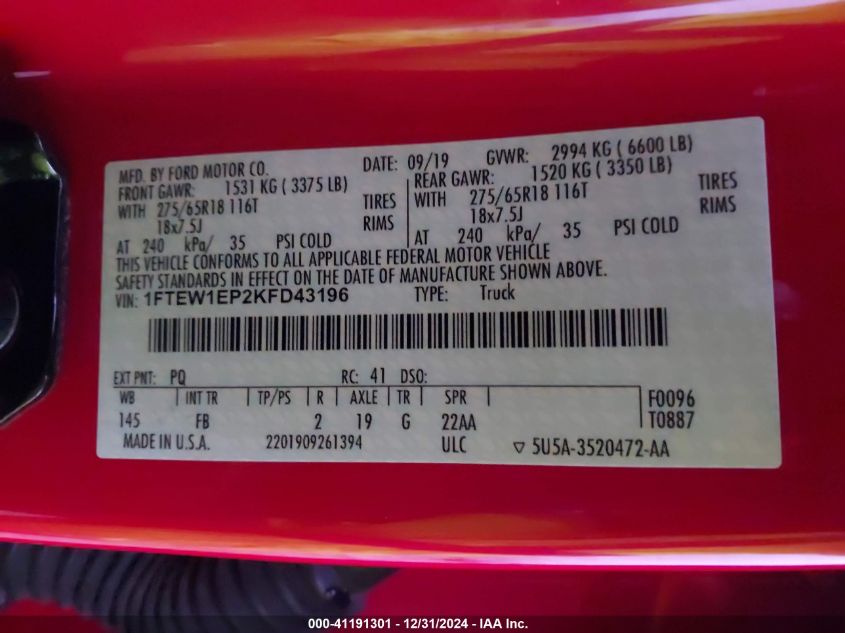 MFD. BY FORD MOTOR CO. DATE: 09/19 GVWR: 2994 KG ( 6600 LB)
FRONT GAWR: 1531 KG ( 3375 LB) REAR GAWR: 1520 KG ( 3350 LB)
WITH 275/65R18 116T TIRES WITH 275/65R18 116T TIRES
18x7.5J RIMS 18x7.5J RIMS
AT 240 kPa/ 35 PSI COLD AT 240 kPa/ 35 PSI COLD
THIS VEHICLE CONFORMS TO ALL APPLICABLE FEDERAL MOTOR VEHICLE
SAFETY STANDARDS IN EFFECT ON THE DATE OF MANUFACTURE SHOWN ABOVE.
VIN: 1FTEW1EP2KFD43196 TYPE: Truck
EXT PNT: PQ RC: 41 DSO:
WB INT TR TP/PS R AXLE TR SPR F0096
145 FB 2 19 G 22AA T0887
MADE IN U.S.A. 2201909261394 ULC ▽ 5U5A-3520472-AA
000-41191301 - 12/31/2024 - IAA Inc.